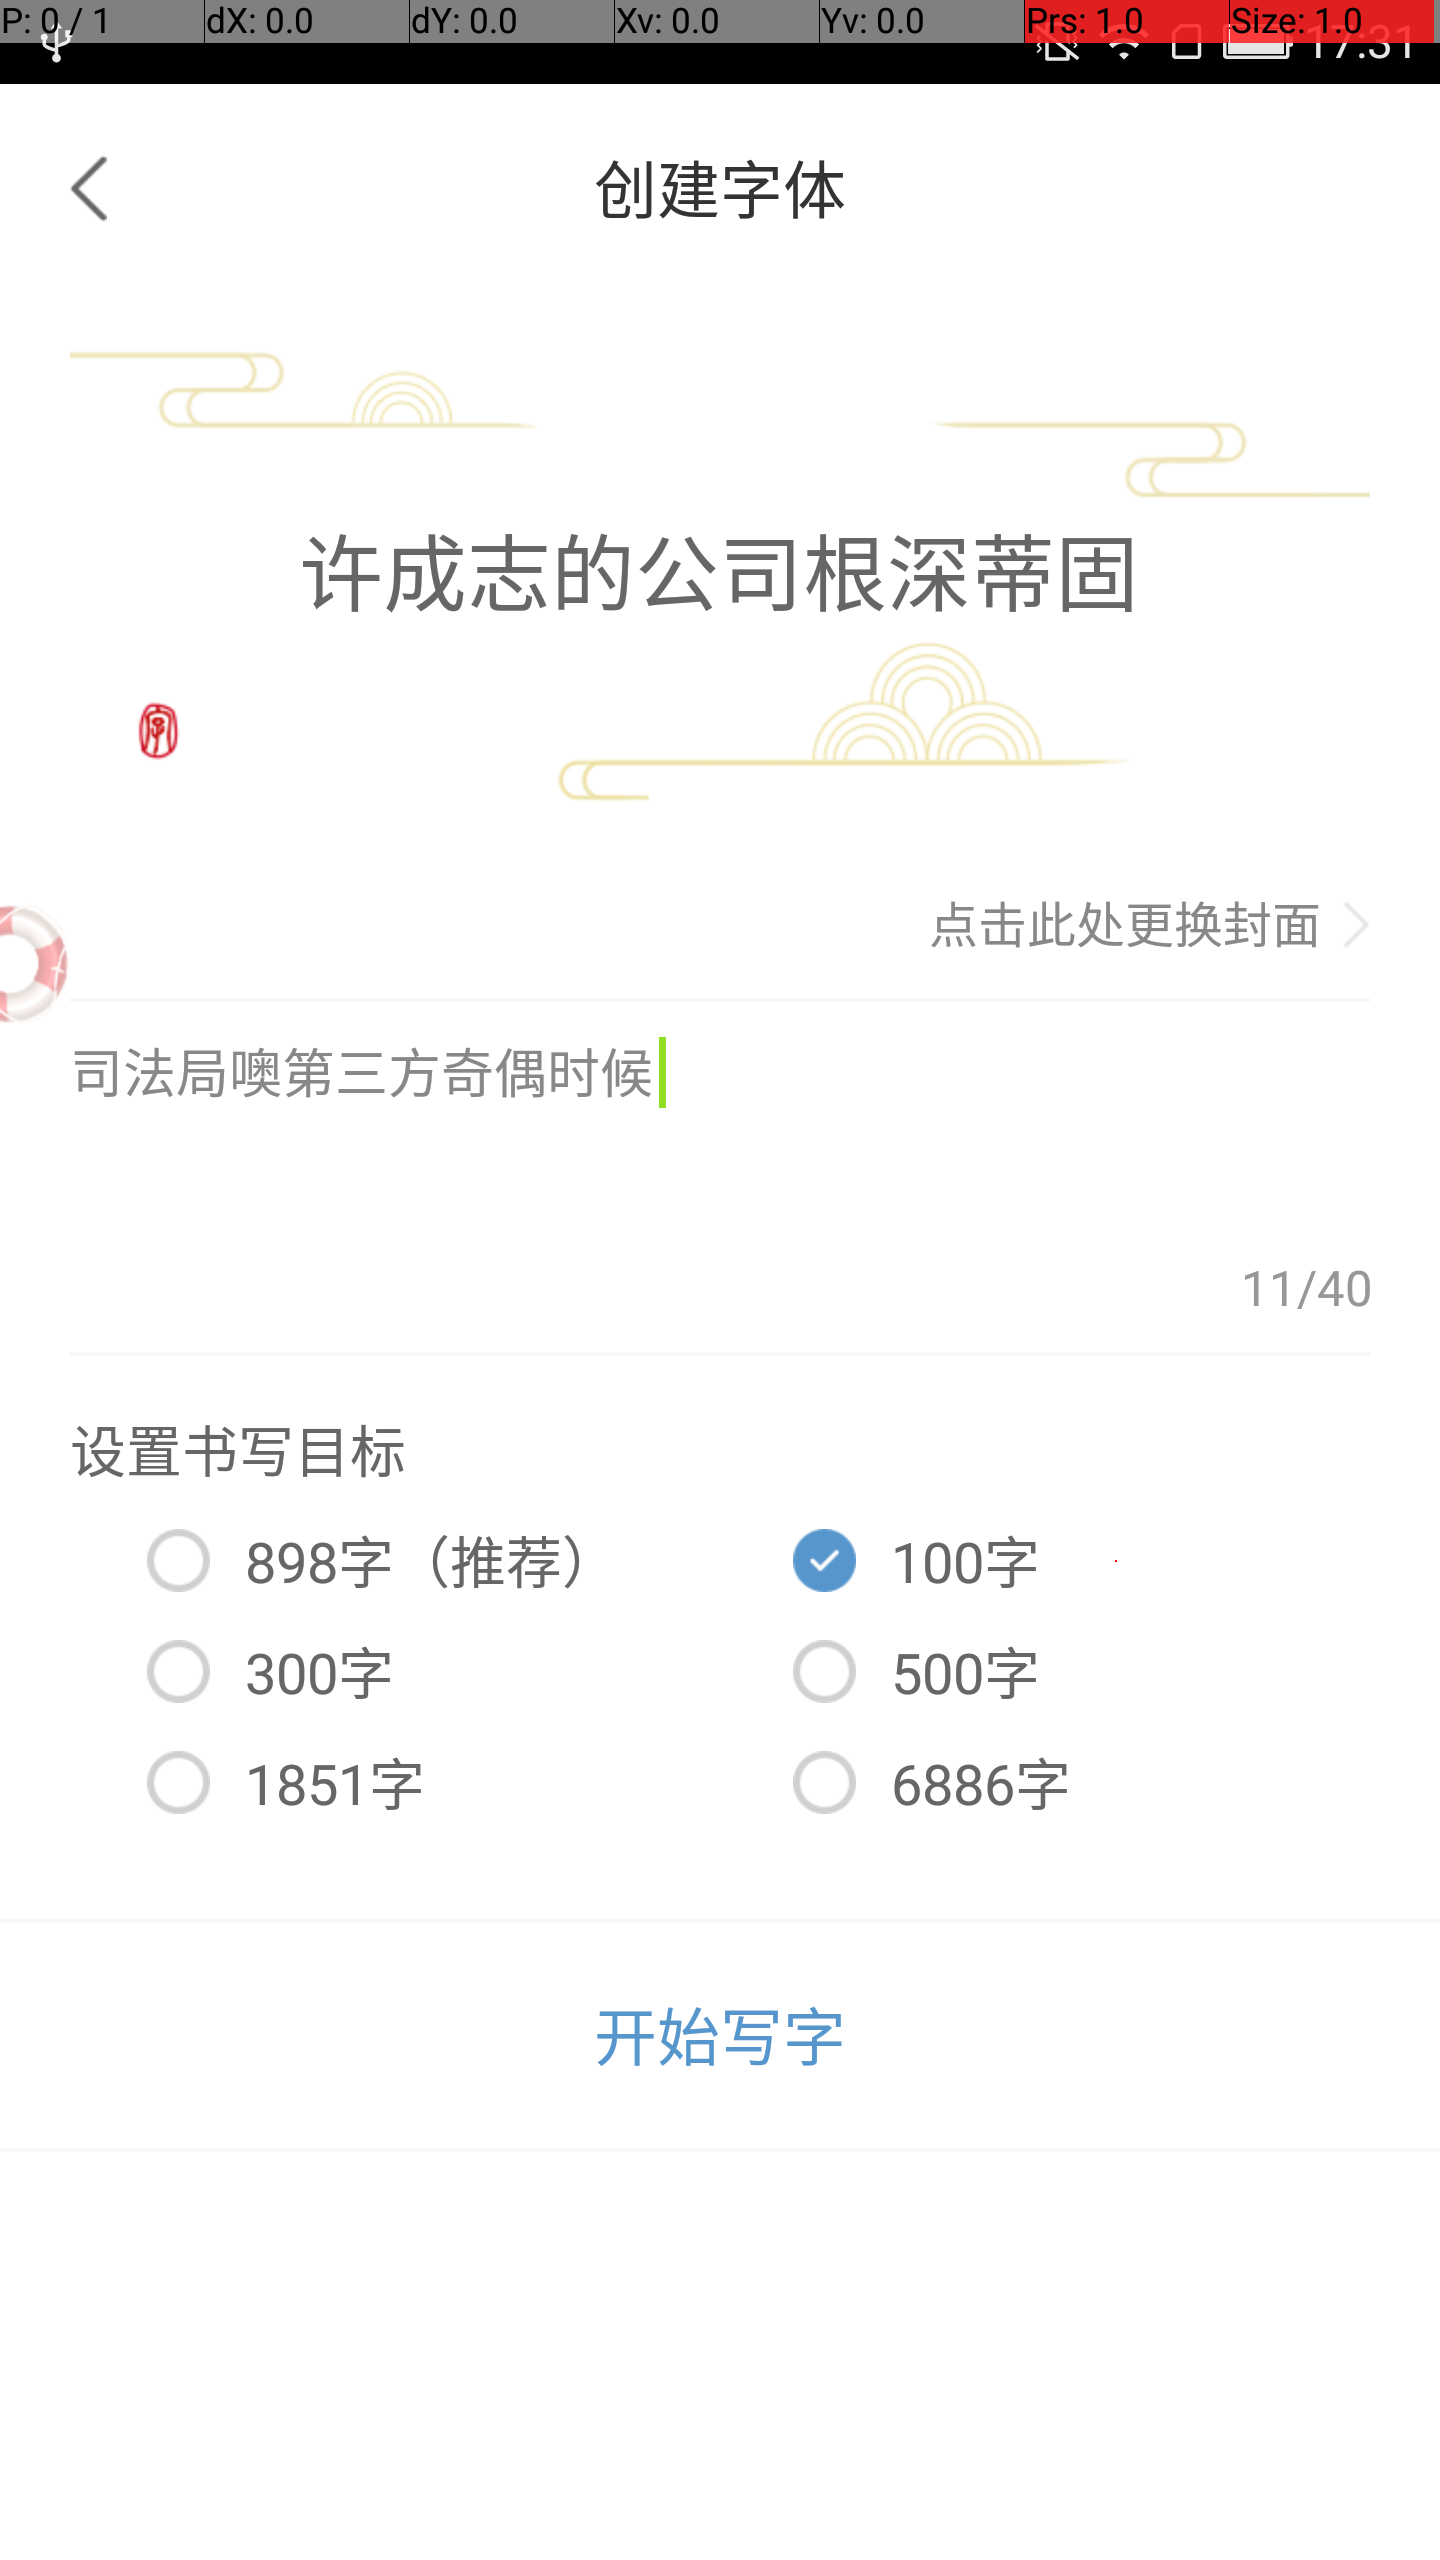 P: 0 / 1 dX: 0.0 dY: 0.0 Xv: 0.0 Yv: 0.0 Prs: 1.0 Size: 1.0
17:31
创建字体
许成志的公司根深蒂固
字
点击此处更换封面
司法局噢第三方奇偶时候
11/40
设置书写目标
898字（推荐） 100字
300字 500字
1851字 6886字
开始写字